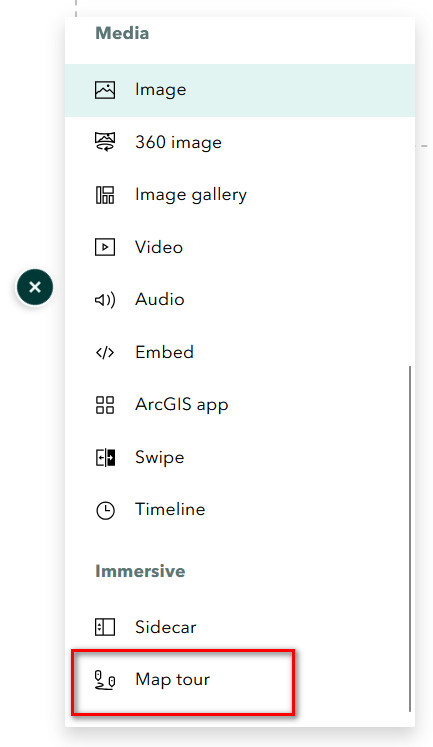 Media
Image
360 image
Image gallery
Video
Audio
Embed
ArcGIS app
Swipe
Timeline
Immersive
Sidecar
Map tour